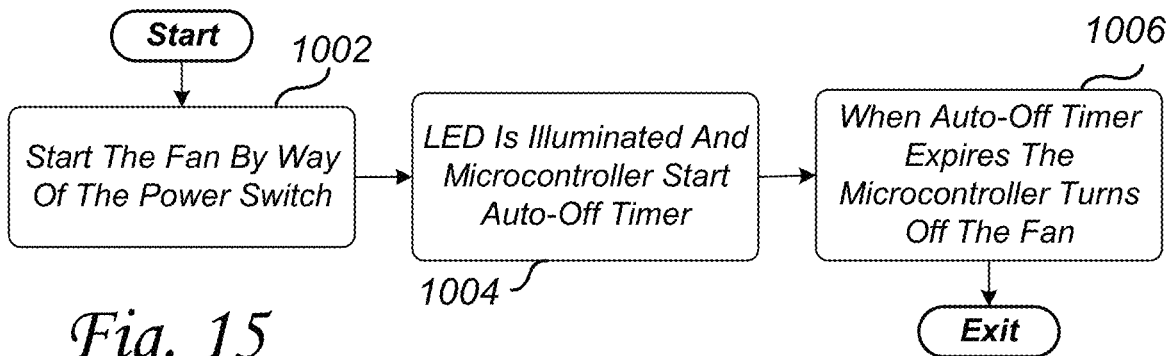 Start
1002
Start The Fan By Way
Of The Power Switch
LED Is Illuminated And
Microcontroller Start
Auto-Off Timer
1004
1006
When Auto-Off Timer
Expires The
Microcontroller Turns
Off The Fan
Exit
Fig. 15